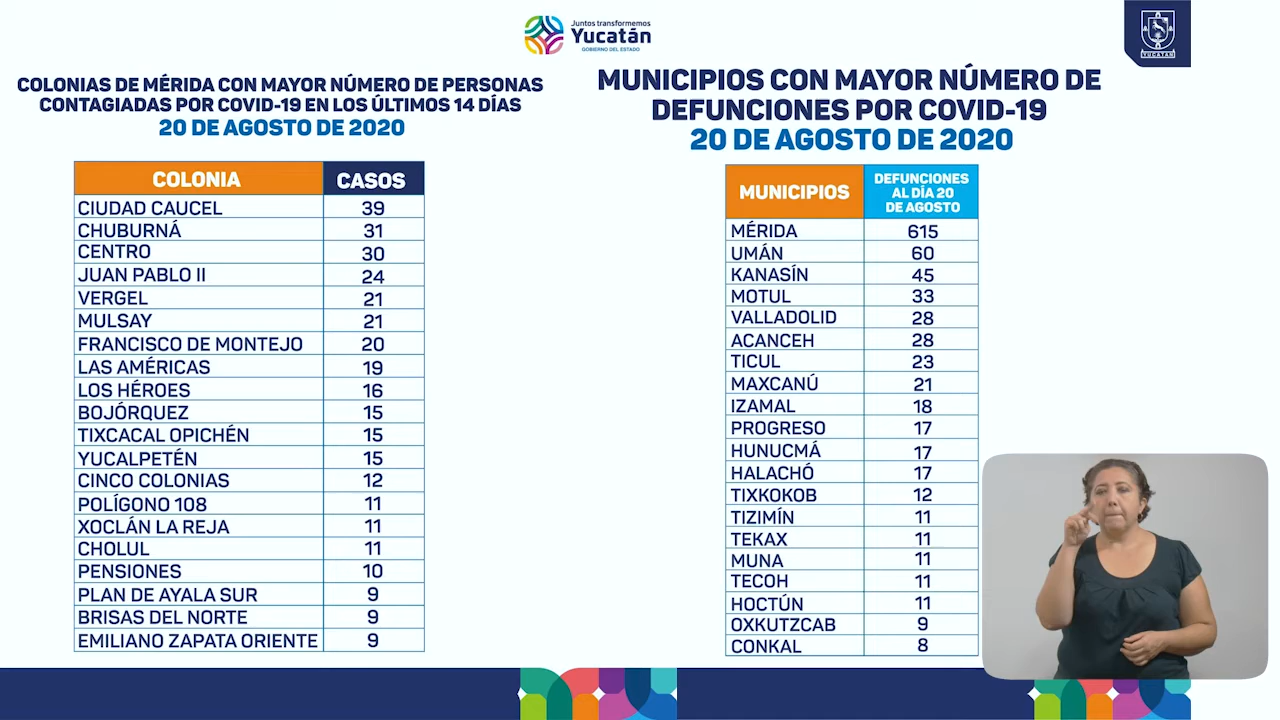 Juntos transformemos
Yucatán
GOBIERNO DEL ESTADO
YUCATÁN
COLONIAS DE MÉRIDA CON MAYOR NÚMERO DE PERSONAS
CONTAGIADAS POR COVID-19 EN LOS ÚLTIMOS 14 DÍAS
20 DE AGOSTO DE 2020
COLONIA CASOS
CIUDAD CAUCEL 39
CHUBURNÁ 31
CENTRO 30
JUAN PABLO II 24
VERGEL 21
MULSAY 21
FRANCISCO DE MONTEJO 20
LAS AMÉRICAS 19
LOS HÉROES 16
BOJÓRQUEZ 15
TIXCACAL OPICHÉN 15
YUCALPETÉN 15
CINCO COLONIAS 12
POLÍGONO 108 11
XOCLÁN LA REJA 11
CHOLUL 11
PENSIONES 10
PLAN DE AYALA SUR 9
BRISAS DEL NORTE 9
EMILIANO ZAPATA ORIENTE 9
MUNICIPIOS CON MAYOR NÚMERO DE
DEFUNCIONES POR COVID-19
20 DE AGOSTO DE 2020
MUNICIPIOS
DEFUNCIONES
AL DÍA 20
DE AGOSTO
MÉRIDA 615
UMÁN 60
KANASÍN 45
MOTUL 33
VALLADOLID 28
ACANCEH 28
TICUL 23
MAXCANÚ 21
IZAMAL 18
PROGRESO 17
HUNUCMÁ 17
HALACHÓ 17
TIXKOKOB 12
TIZIMÍN 11
TEKAX 11
MUNA 11
TECOH 11
HOCTÚN 11
OXKUTZCAB 9
CONKAL 8